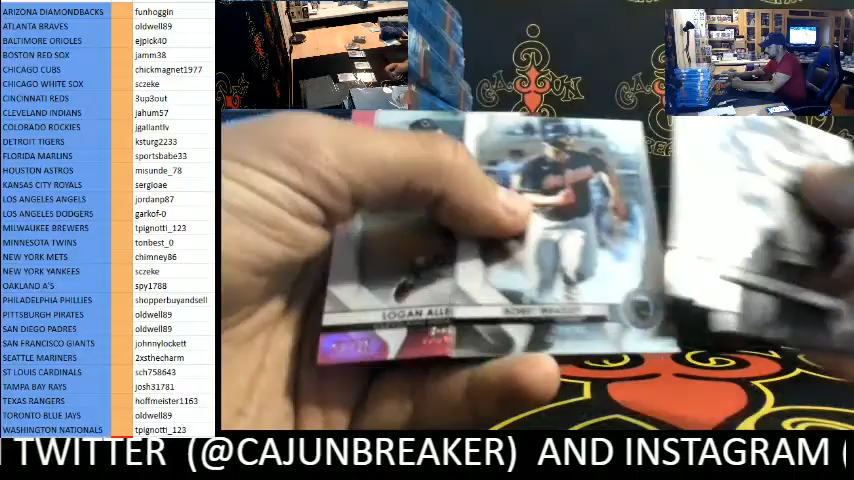 ARIZONA DIAMONDBACKS funhoggin
ATLANTA BRAVES oldwell89
BALTIMORE ORIOLES ejpick40
BOSTON RED SOX jamm38
CHICAGO CUBS chickmagnet1977
CHICAGO WHITE SOX sczeke
CINCINNATI REDS 3up3out
CLEVELAND INDIANS jahum57
COLORADO ROCKIES jgallantlv
DETROIT TIGERS ksturg2233
FLORIDA MARLINS sportsbabe33
HOUSTON ASTROS misunde_78
KANSAS CITY ROYALS sergioae
LOS ANGELES ANGELS jordanp87
LOS ANGELES DODGERS garkof-0
MILWAUKEE BREWERS tpignotti_123
MINNESOTA TWINS tonbest_0
NEW YORK METS chimney86
NEW YORK YANKEES sczeke
OAKLAND A'S spy1788
PHILADELPHIA PHILLIES shopperbuyandsell
PITTSBURGH PIRATES oldwell89
SAN DIEGO PADRES oldwell89
SAN FRANCISCO GIANTS johnnylockett
SEATTLE MARINERS 2xsthecharm
ST LOUIS CARDINALS sch758643
TAMPA BAY RAYS josh31781
TEXAS RANGERS hoffmeister1163
TORONTO BLUE JAYS oldwell89
WASHINGTON NATIONALS tpignotti_123
CAJUN
LOGAN ALLE
TWITTER (@CAJUNBREAKER) AND INSTAGRAM (